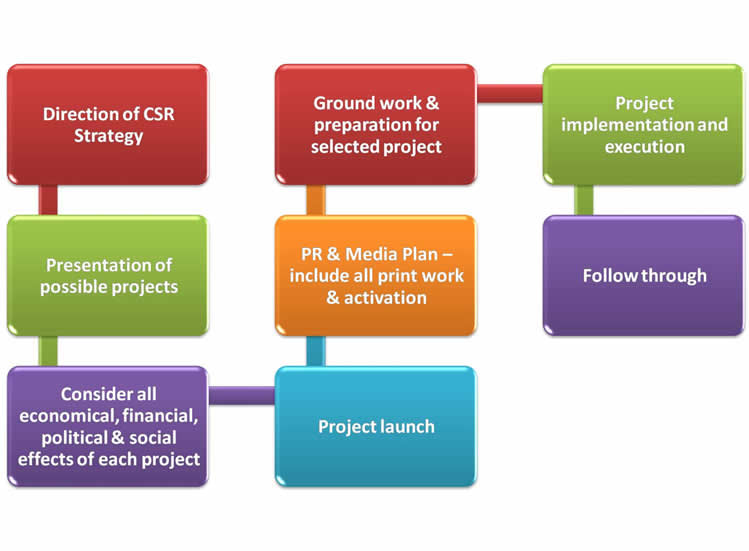 Direction of CSR
Strategy
Presentation of
possible projects
Consider all
economical, financial,
political & social
effects of each project
Project launch
PR & Media Plan –
include all print work
& activation
Ground work &
preparation for
selected project
Project
implementation and
execution
Follow through